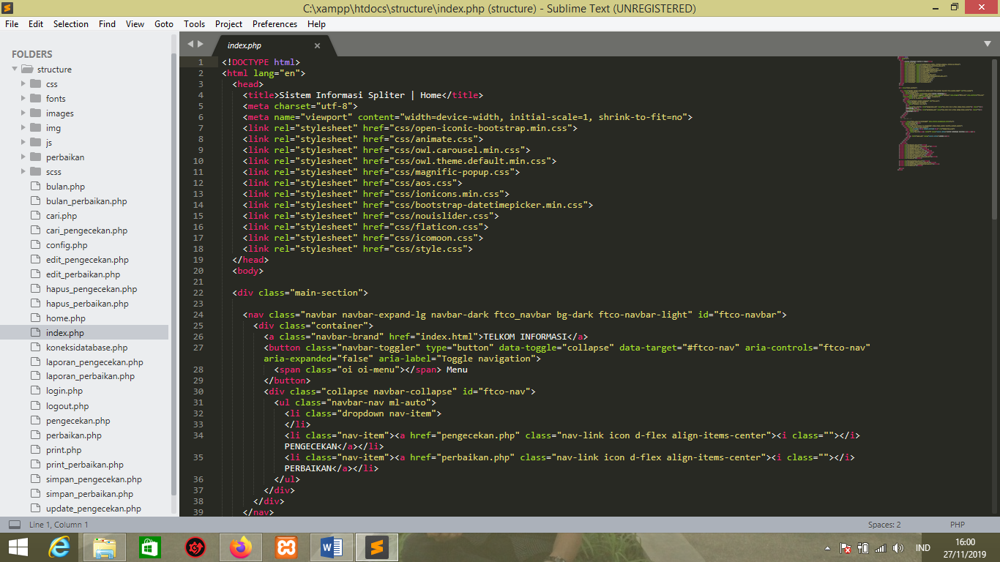 C:\xampp\htdocs\structure\index.php (structure) - Sublime Text (UNREGISTERED)
File Edit Selection Find View Goto Tools Project Preferences Help
FOLDERS
structure
css
fonts
images
img
js
perbaikan
scss
bulan.php
bulan_perbaikan.php
cari.php
cari_pengecekan.php
config.php
edit_pengecekan.php
edit_perbaikan.php
hapus_pengecekan.php
hapus_perbaikan.php
home.php
index.php
koneksidatabase.php
laporan_pengecekan.php
laporan_perbaikan.php
login.php
logout.php
pengecekan.php
perbaikan.php
print.php
print_perbaikan.php
simpan_pengecekan.php
simpan_perbaikan.php
update_pengecekan.php
index.php
1 <!DOCTYPE html>
2 <html lang="en">
3 <head>
4 <title>Sistem Informasi Spliter | Home</title>
5 <meta charset="utf-8">
6 <meta name="viewport" content="width=device-width, initial-scale=1, shrink-to-fit=no">
7 <link rel="stylesheet" href="css/open-iconic-bootstrap.min.css">
8 <link rel="stylesheet" href="css/animate.css">
9 <link rel="stylesheet" href="css/owl.carousel.min.css">
10 <link rel="stylesheet" href="css/owl.theme.default.min.css">
11 <link rel="stylesheet" href="css/magnific-popup.css">
12 <link rel="stylesheet" href="css/aos.css">
13 <link rel="stylesheet" href="css/ionicons.min.css">
14 <link rel="stylesheet" href="css/bootstrap-datetimepicker.min.css">
15 <link rel="stylesheet" href="css/nouislider.css">
16 <link rel="stylesheet" href="css/flaticon.css">
17 <link rel="stylesheet" href="css/icomoon.css">
18 <link rel="stylesheet" href="css/style.css">
19 </head>
20 <body>
21
22 <div class="main-section">
23
24 <nav class="navbar navbar-expand-lg navbar-dark ftco_navbar bg-dark ftco-navbar-light" id="ftco-navbar">
25 <div class="container">
26 <a class="navbar-brand" href="index.html">TELKOM INFORMASI</a>
27 <button class="navbar-toggler" type="button" data-toggle="collapse" data-target="#ftco-nav" aria-controls="ftco-nav"
aria-expanded="false" aria-label="Toggle navigation">
28 <span class="oi oi-menu"></span> Menu
29 </button>
30 <div class="collapse navbar-collapse" id="ftco-nav">
31 <ul class="navbar-nav ml-auto">
32 <li class="dropdown nav-item">
33 </li>
34 <li class="nav-item"><a href="pengecekan.php" class="nav-link icon d-flex align-items-center"><i class=""></i>
PENGECEKAN</a></li>
35 <li class="nav-item"><a href="perbaikan.php" class="nav-link icon d-flex align-items-center"><i class=""></i>
PERBAIKAN</a></li>
36 </ul>
37 </div>
38 </div>
39 </nav>
Line 1, Column 1
Spaces: 2
PHP
IND
16:00
27/11/2019